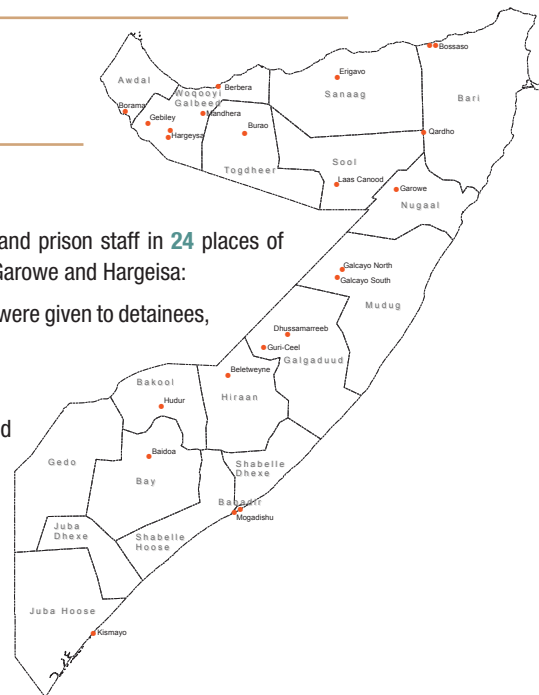 and prison staff in 24 places of
Garowe and Hargeisa:
were given to detainees,
Bossaso
Awdal
Erigavo
Berbera
Sanaag
Bari
Woqooyi
Galbeed
Borama
Mandhera
Gebiley
Burao
Qardho
Hargeysa
Sool
Togdheer
Laas Canood
Garowe
Nugaal
Galcayo North
Galcayo South
Mudug
Dhussamarreeb
Guri-Ceel
Galgaduud
Beletweyne
Bakool
Hiraan
Hudur
d
Baidoa
Gedo
Shabelle
Dhexe
Bay
Banadir
Mogadishu
Juba
Dhexe
Shabelle
Hoose
Juba Hoose
Kismayo